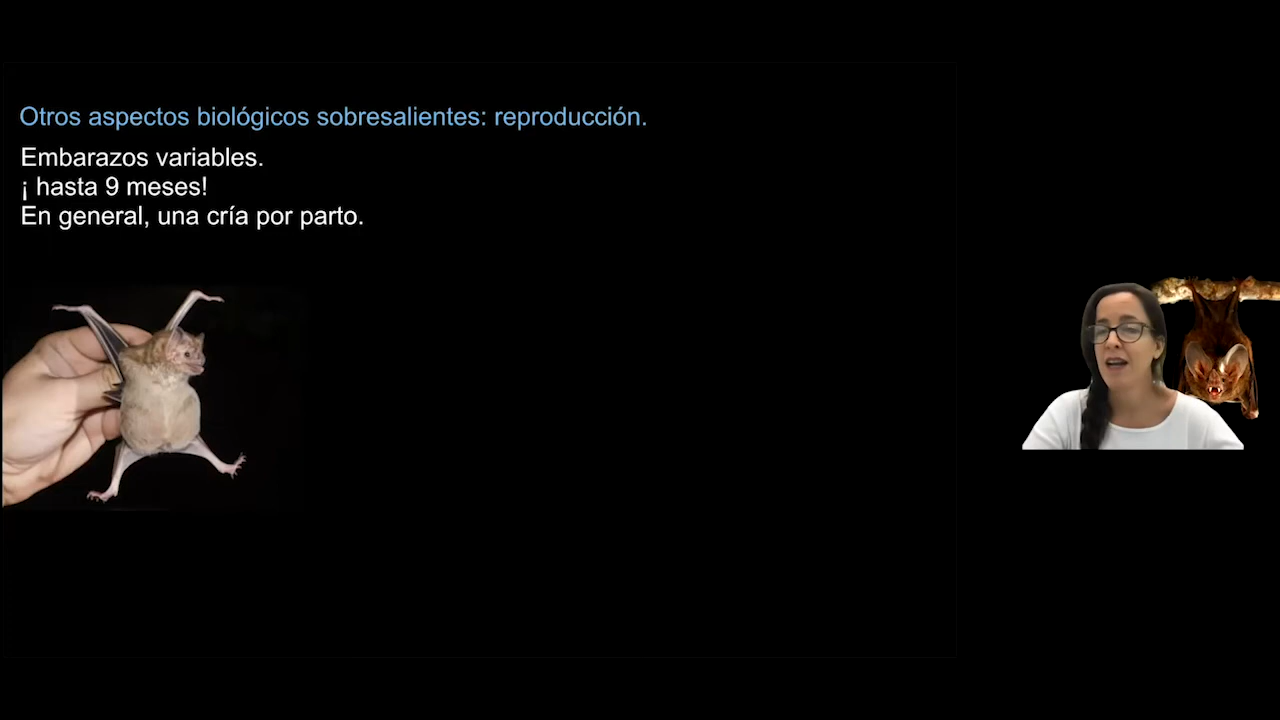 Otros aspectos biológicos sobresalientes: reproducción.
Embarazos variables.
¡ hasta 9 meses!
En general, una cría por parto.